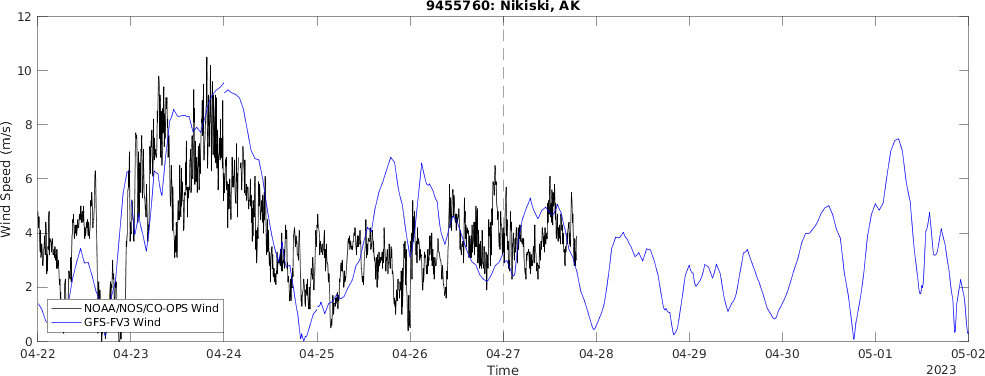 9455760: Nikiski, AK
12
10
8
6
4
2
0
Wind Speed (m/s)
NOAA/NOS/CO-OPS Wind
GFS-FV3 Wind
04-22 04-23 04-24 04-25 04-26 04-27 04-28 04-29 04-30 05-01 05-02
Time
2023